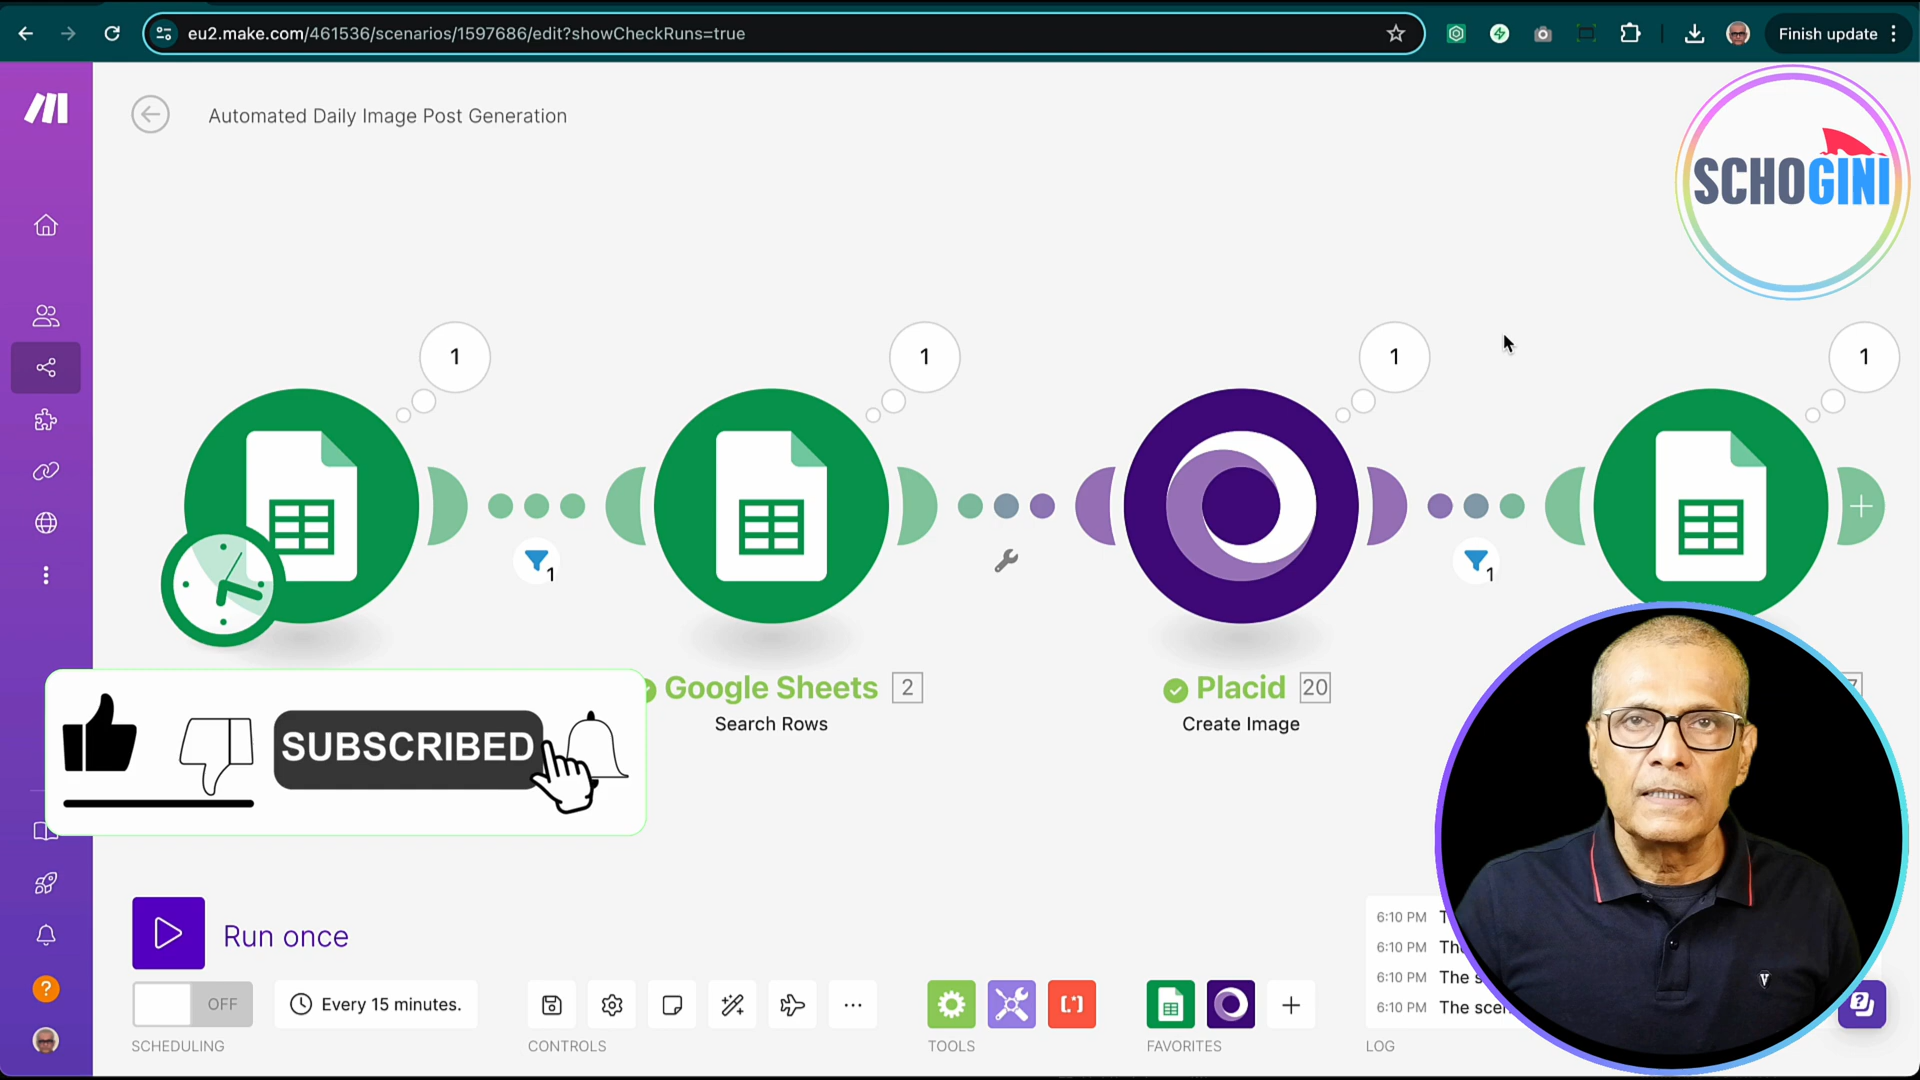 eu2.make.com/461536/scenarios/1597686/edit?showCheckRuns=true
Finish update
Automated Daily Image Post Generation
SCHOGINI
1
1
1
1
1
1
Google Sheets 2
Search Rows
Placid 20
Create Image
SUBSCRIBED
Run once
OFF
Every 15 minutes.
SCHEDULING
CONTROLS
TOOLS
FAVORITES
LOG
6:10 PM
6:10 PM
6:10 PM
6:10 PM The